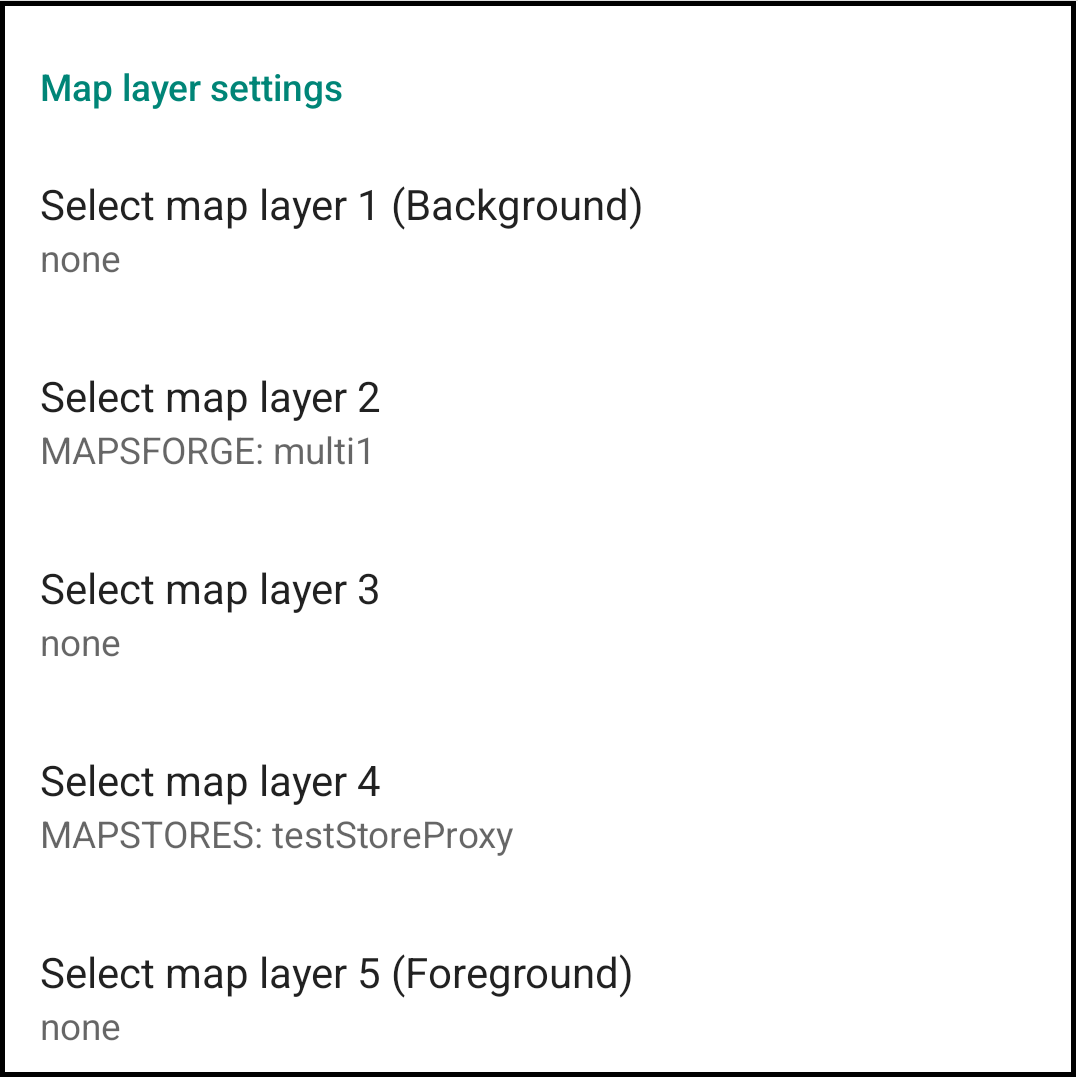 Map layer settings
Select map layer 1 (Background)
none
Select map layer 2
MAPSFORGE: multi1
Select map layer 3
none
Select map layer 4
MAPSTORES: testStoreProxy
Select map layer 5 (Foreground)
none